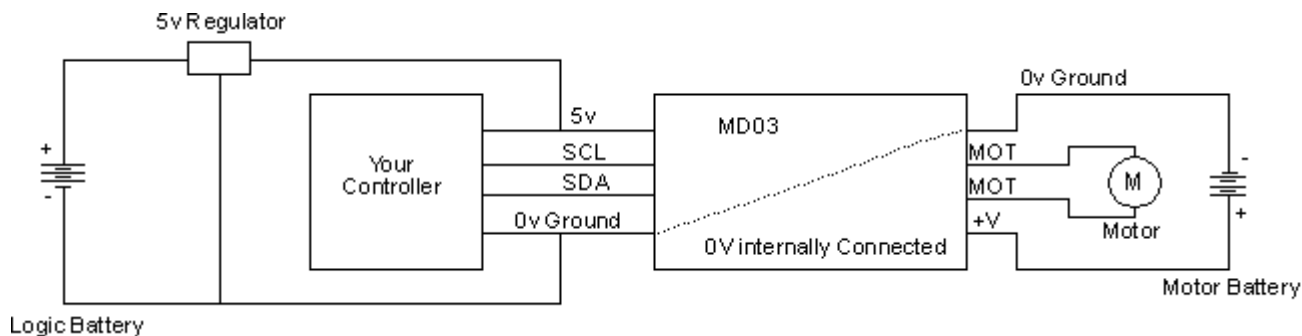 5v Regulator
0v Ground
5v
MD03
+
SCL
MOT
-
Your
Controller
SDA
MOT
M
-
+
0v Ground
+V
Motor
0V internally Connected
Motor Battery
Logic Battery